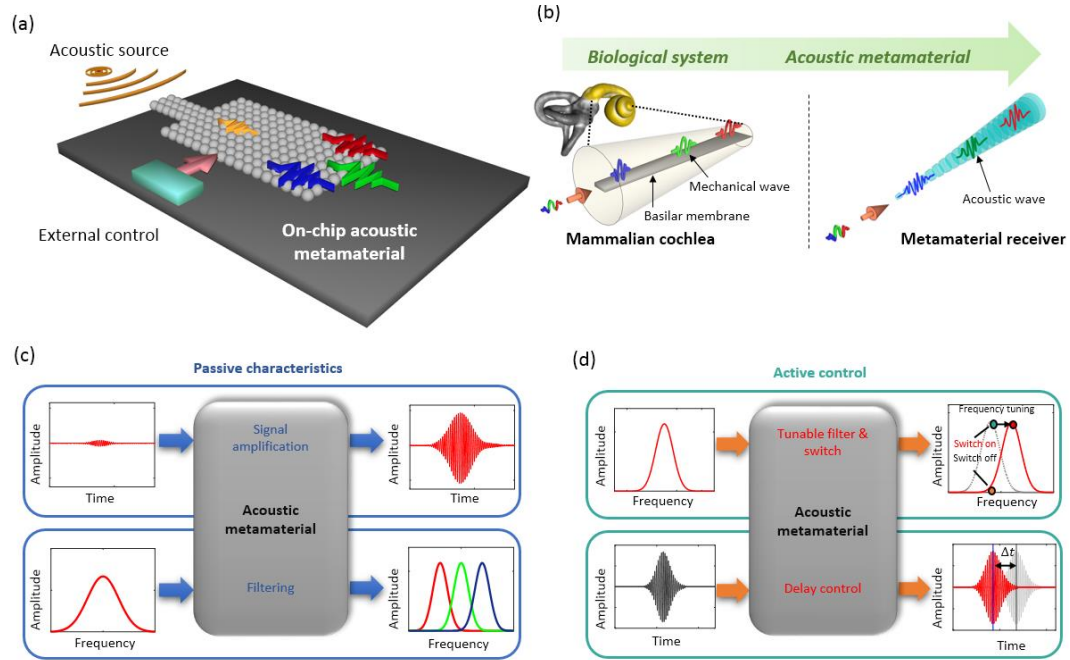 (a)
Acoustic source
External control
On-chip acoustic
metamaterial
(b)
Biological system
Acoustic metamaterial
Mechanical wave
Basilar membrane
Mammalian cochlea
Acoustic wave
Metamaterial receiver
(c)
Passive characteristics
Amplitude
Time
Signal
amplification
Amplitude
Time
Acoustic
metamaterial
Amplitude
Frequency
Filtering
Amplitude
Frequency
(d)
Active control
Amplitude
Frequency
Tunable filter &
switch
Amplitude
Frequency tuning
Switch on
Switch off
Frequency
Acoustic
metamaterial
Amplitude
Time
Delay control
Amplitude
Δt
Time